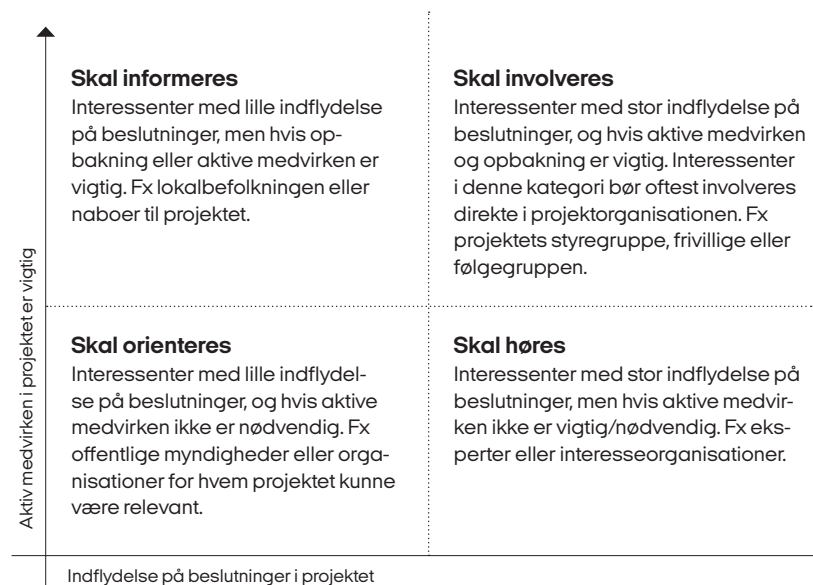 Skal informeres
Interessenter med lille indflydelse
på beslutninger, men hvis op-
bakning eller aktive medvirken er
vigtig. Fx lokalbefolkningen eller
naboer til projektet.
Skal involveres
Interessenter med stor indflydelse på
beslutninger, og hvis aktive medvirken
og opbakning er vigtig. Interessenter
i denne kategori bør oftest involveres
direkte i projektorganisationen. Fx
projektets styregruppe, frivillige eller
følgegruppen.
Skal orienteres
Interessenter med lille indflydel-
se på beslutninger, og hvis aktive
medvirken ikke er nødvendig. Fx
offentlige myndigheder eller orga-
nisationer for hvem projektet kunne
være relevant.
Skal høres
Interessenter med stor indflydelse på
beslutninger, men hvis aktive medvir-
ken ikke er vigtig/nødvendig. Fx eks-
perter eller interesseorganisationer.
Aktiv medvirken i projektet er vigtig
Indflydelse på beslutninger i projektet